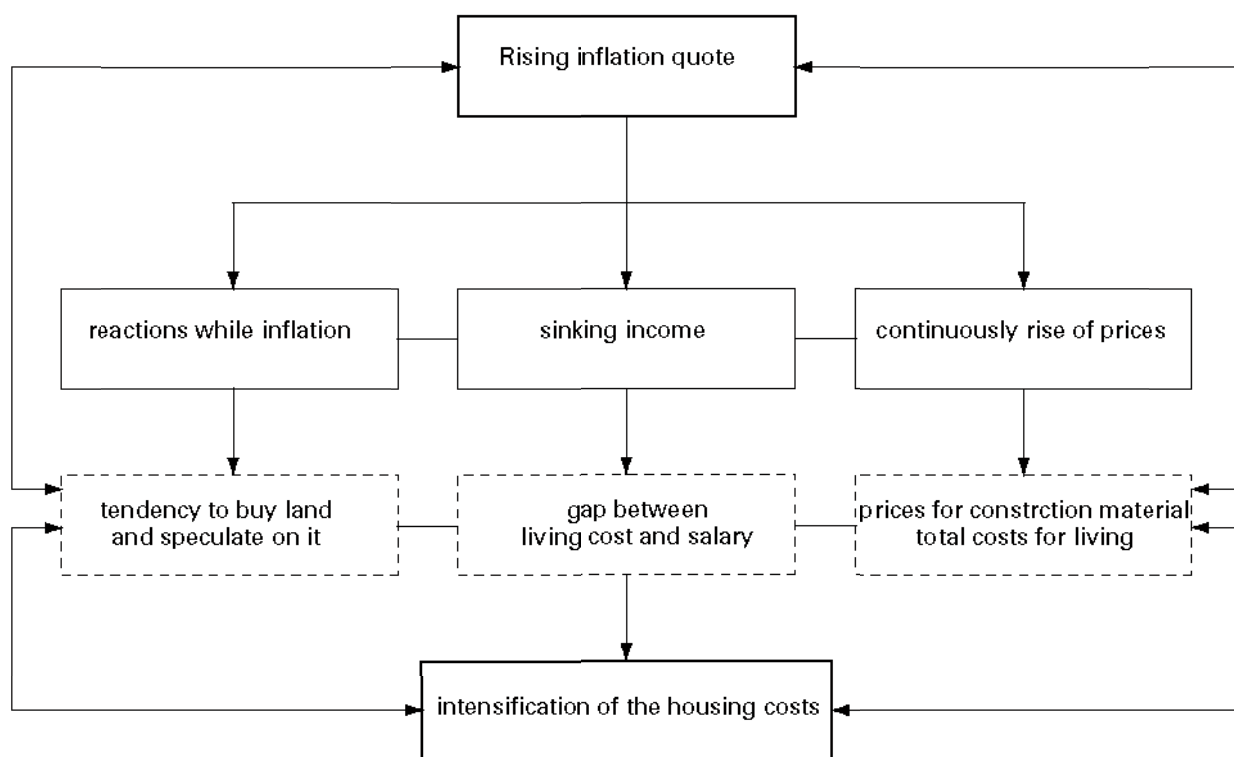 Rising inflation quote
reactions while inflation
sinking income
continuously rise of prices
tendency to buy land
and speculate on it
gap between
living cost and salary
prices for constrction material
total costs for living
intensification of the housing costs